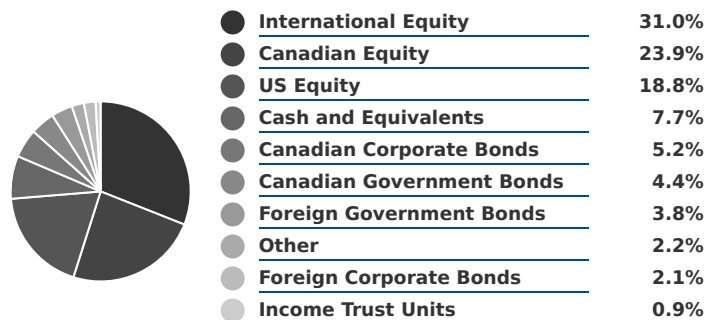 International Equity 31.0%
Canadian Equity 23.9%
US Equity 18.8%
Cash and Equivalents 7.7%
Canadian Corporate Bonds 5.2%
Canadian Government Bonds 4.4%
Foreign Government Bonds 3.8%
Other 2.2%
Foreign Corporate Bonds 2.1%
Income Trust Units 0.9%